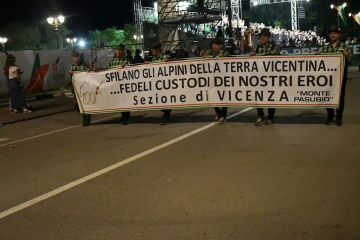 SFILANO GLI ALPINI DELLA TERRA VICENTINA...
...FEDELI CUSTODI DEI NOSTRI EROI
Sezione di VICENZA "MONTE PASUBIO"